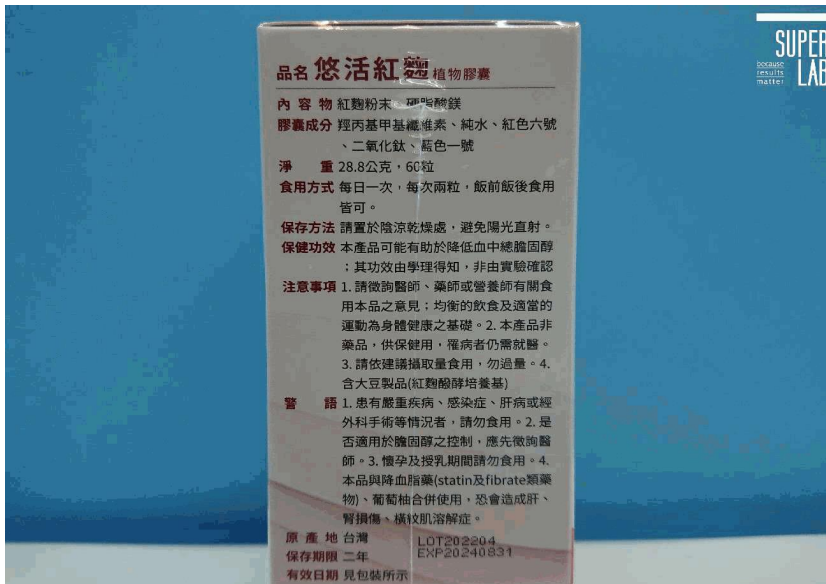 SUPER
LAB
because
results
matter
品名 悠活紅麴 植物膠囊
內容物 紅麴粉末、硬脂酸鎂
膠囊成分 羥丙基甲基纖維素、純水、紅色六號
、二氧化鈦、藍色一號
淨重 28.8公克，60粒
食用方式 每日一次，每次兩粒，飯前飯後食用
皆可。
保存方法 請置於陰涼乾燥處，避免陽光直射。
保健功效 本產品可能有助於降低血中總膽固醇
；其功效由學理得知，非由實驗確認
注意事項 1. 請徵詢醫師、藥師或營養師有關食
用本品之意見；均衡的飲食及適當的
運動為身體健康之基礎。2. 本產品非
藥品，供保健用，罹病者仍需就醫。
3. 請依建議攝取量食用，勿過量。4.
含大豆製品(紅麴醱酵培養基)
警語 1. 患有嚴重疾病、感染症、肝病或經
外科手術等情況者，請勿食用。2. 是
否適用於膽固醇之控制，應先徵詢醫
師。3. 懷孕及授乳期間請勿食用。4.
本品與降血脂藥(statin及fibrate類藥
物)、葡萄柚合併使用，恐會造成肝、
腎損傷、橫紋肌溶解症。
原產地 台灣
LOT202204
保存期限 二年
EXP20240831
有效日期 見包裝所示